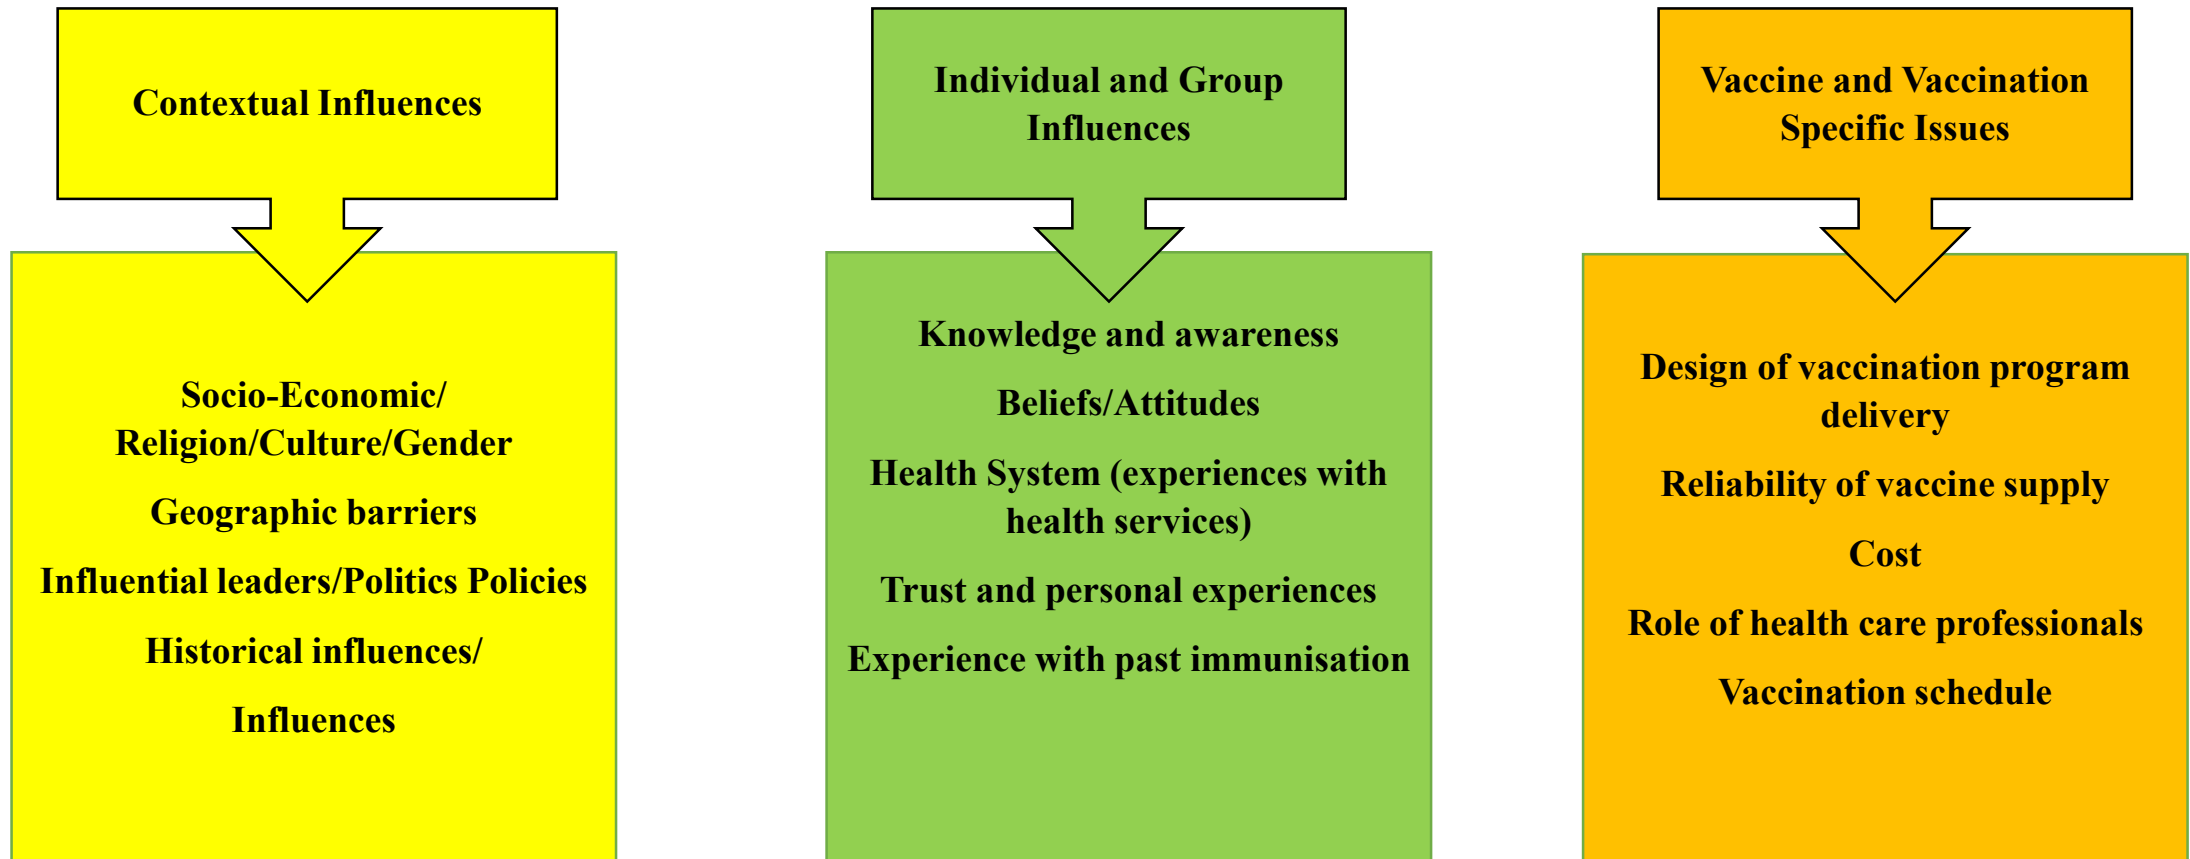 Contextual Influences
Socio-Economic/
Religion/Culture/Gender
Geographic barriers
Influential leaders/Politics Policies
Historical influences/
Influences
Individual and Group
Influences
Knowledge and awareness
Beliefs/Attitudes
Health System (experiences with
health services)
Trust and personal experiences
Experience with past immunisation
Vaccine and Vaccination
Specific Issues
Design of vaccination program
delivery
Reliability of vaccine supply
Cost
Role of health care professionals
Vaccination schedule